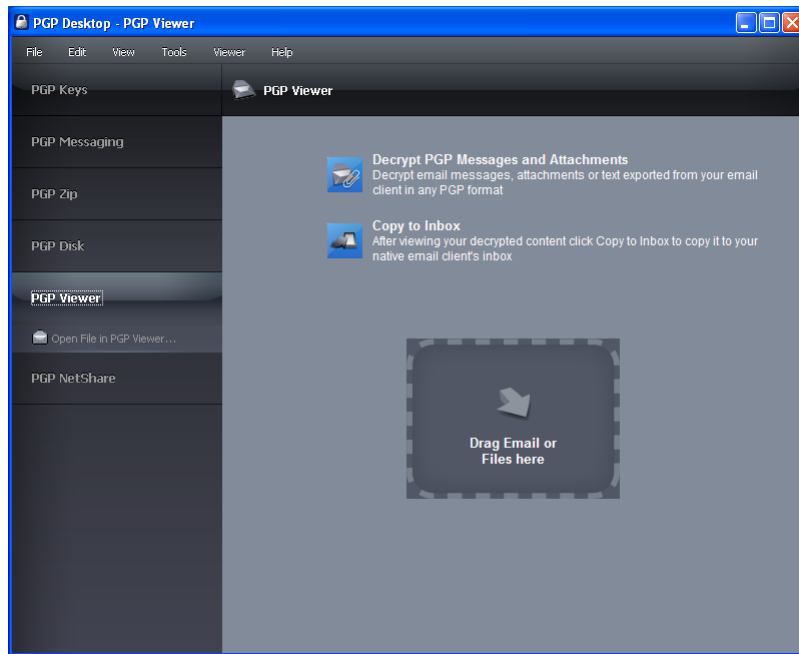 PGP Desktop - PGP Viewer
File Edit View Tools Viewer Help
PGP Keys
PGP Messaging
PGP Zip
PGP Disk
PGP Viewer
Open File in PGP Viewer...
PGP NetShare
PGP Viewer
Decrypt PGP Messages and Attachments
Decrypt email messages, attachments or text exported from your email
client in any PGP format
Copy to Inbox
After viewing your decrypted content click Copy to Inbox to copy it to your
native email client's inbox
Drag Email or
Files here